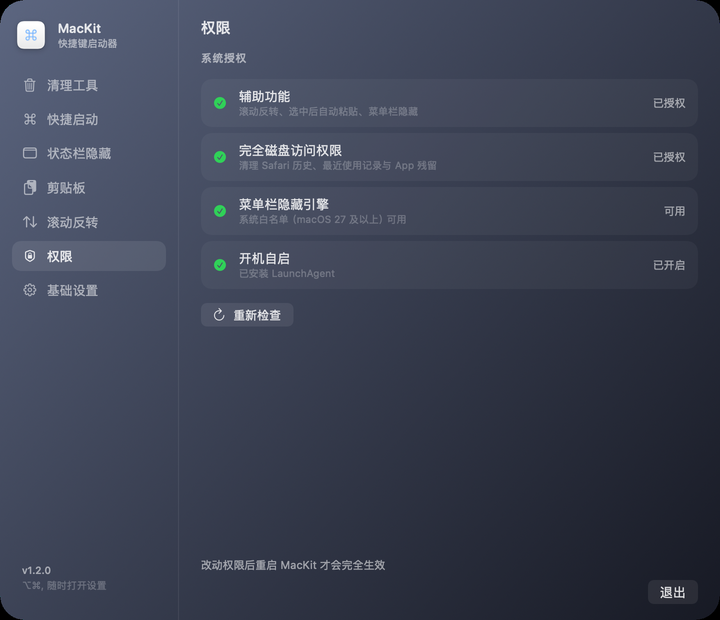 MacKit
快捷键启动器
清理工具
快捷启动
状态栏隐藏
剪贴板
滚动反转
权限
基础设置
v1.2.0
⌥⌘, 随时打开设置
权限
系统授权
辅助功能
滚动反转、选中后自动粘贴、菜单栏隐藏
已授权
完全磁盘访问权限
清理 Safari 历史、最近使用记录与 App 残留
已授权
菜单栏隐藏引擎
系统白名单 (macOS 27 及以上) 可用
可用
开机自启
已安装 LaunchAgent
已开启
重新检查
改动权限后重启 MacKit 才会完全生效
退出